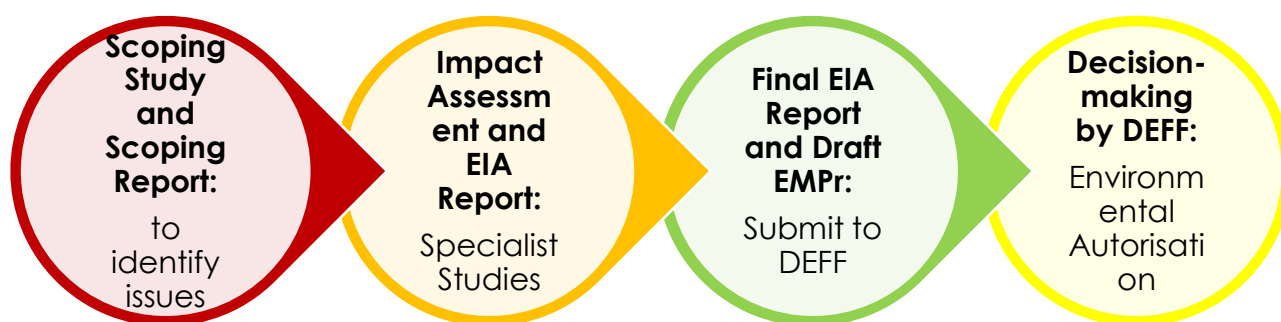 Scoping
Study
and
Scoping
Report:
to
identify
issues
Impact
Assessm
ent and
EIA
Report:
Specialist
Studies
Final EIA
Report
and Draft
EMPr:
Submit to
DEFF
Decision-
making
by DEFF:
Environm
ental
Autorisati
on